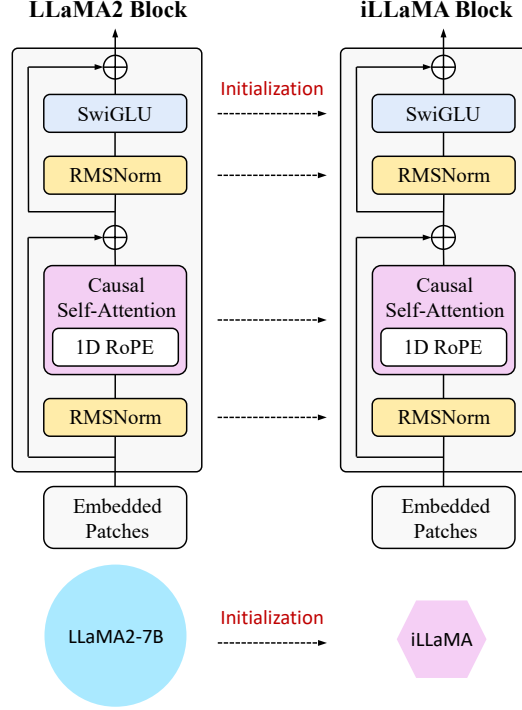 LLaMA2 Block
iLLaMA Block
Initialization
SwiGLU
SwiGLU
RMSNorm
RMSNorm
Causal
Self-Attention
1D RoPE
Causal
Self-Attention
1D RoPE
RMSNorm
RMSNorm
Embedded
Patches
Embedded
Patches
Initialization
LLaMA2-7B
iLLaMA